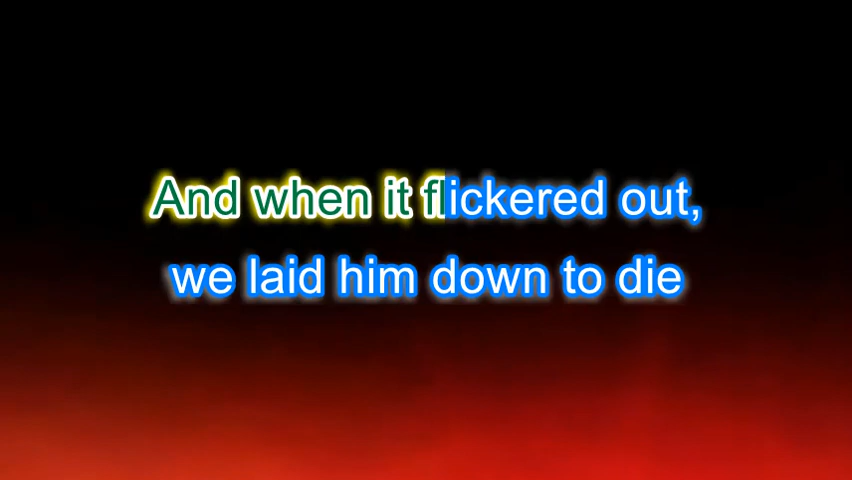 And when it flickered out,
we laid him down to die